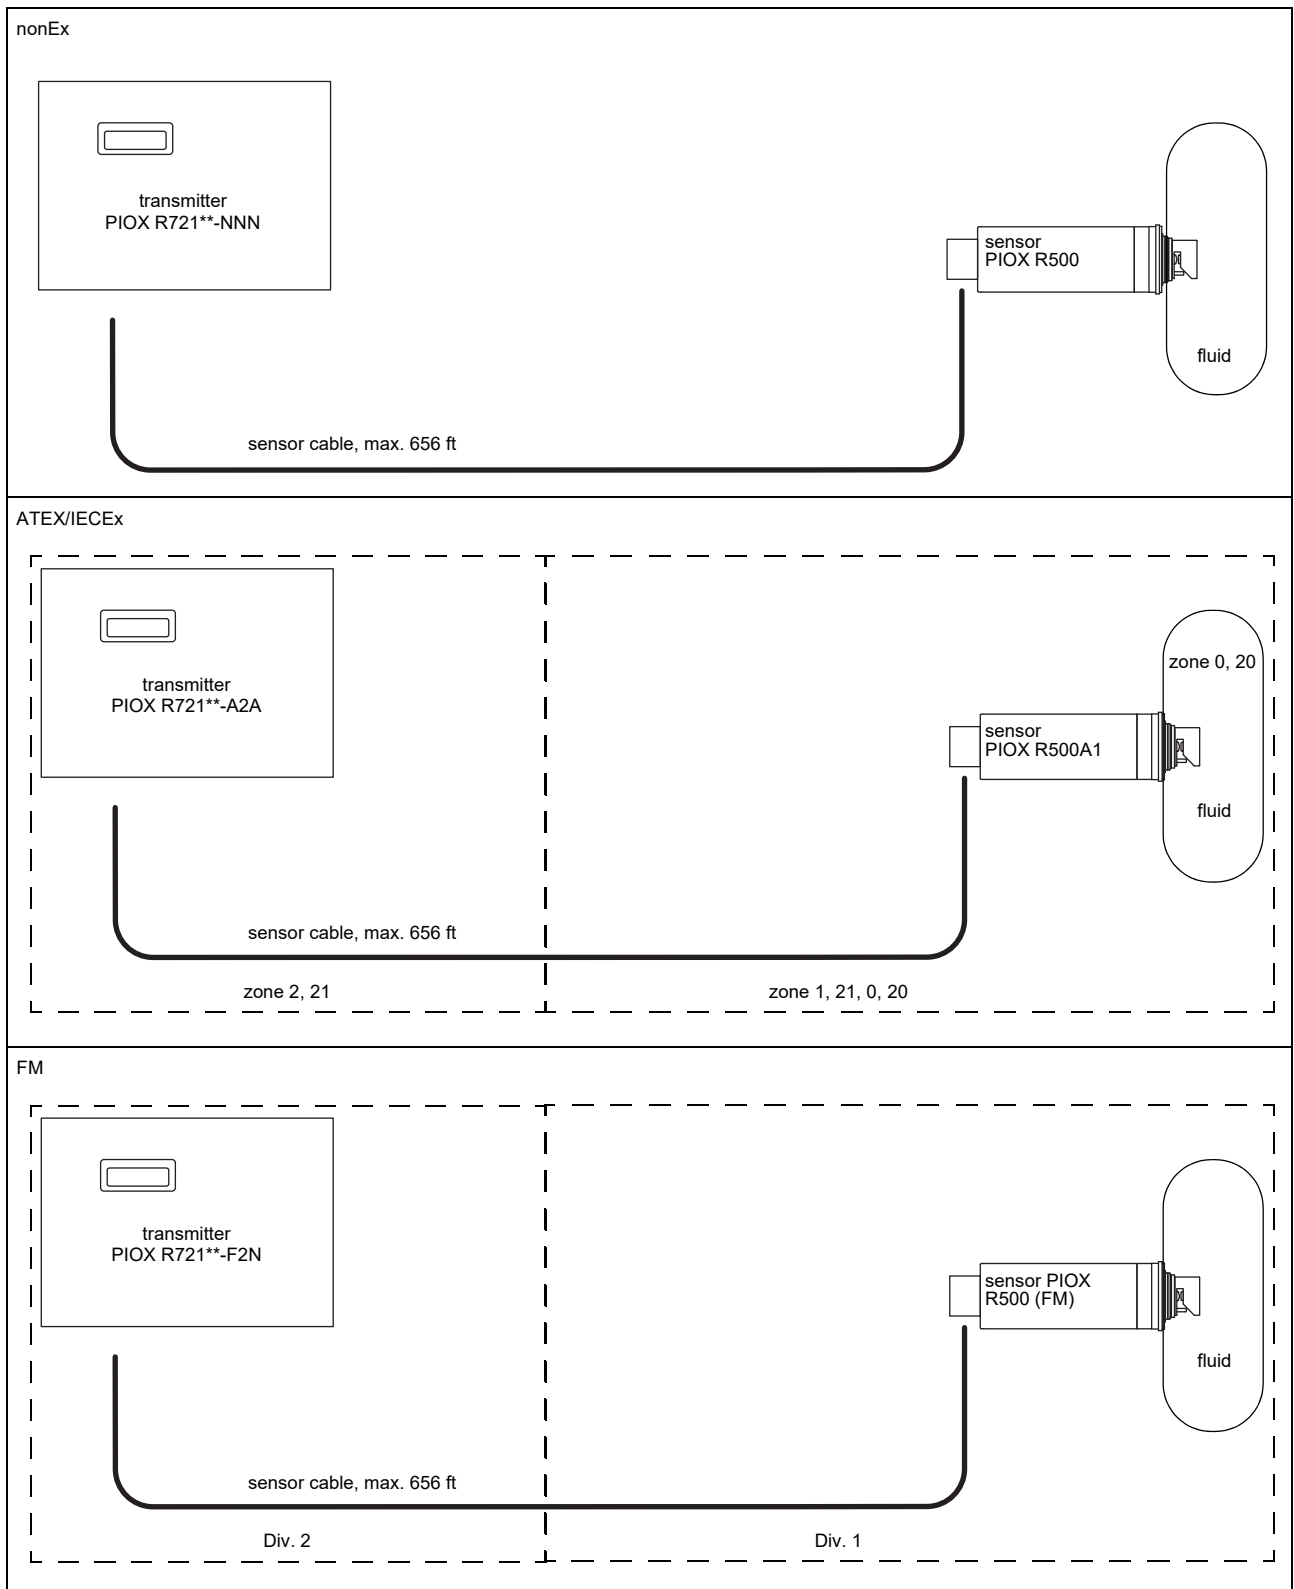 nonEx
transmitter
PIOX R721**-NNN
sensor
PIOX R500
fluid
sensor cable, max. 656 ft
ATEX/IECEx
transmitter
PIOX R721**-A2A
zone 0, 20
sensor
PIOX R500A1
fluid
sensor cable, max. 656 ft
zone 2, 21
zone 1, 21, 0, 20
FM
transmitter
PIOX R721**-F2N
sensor PIOX
R500 (FM)
fluid
sensor cable, max. 656 ft
Div. 2
Div. 1